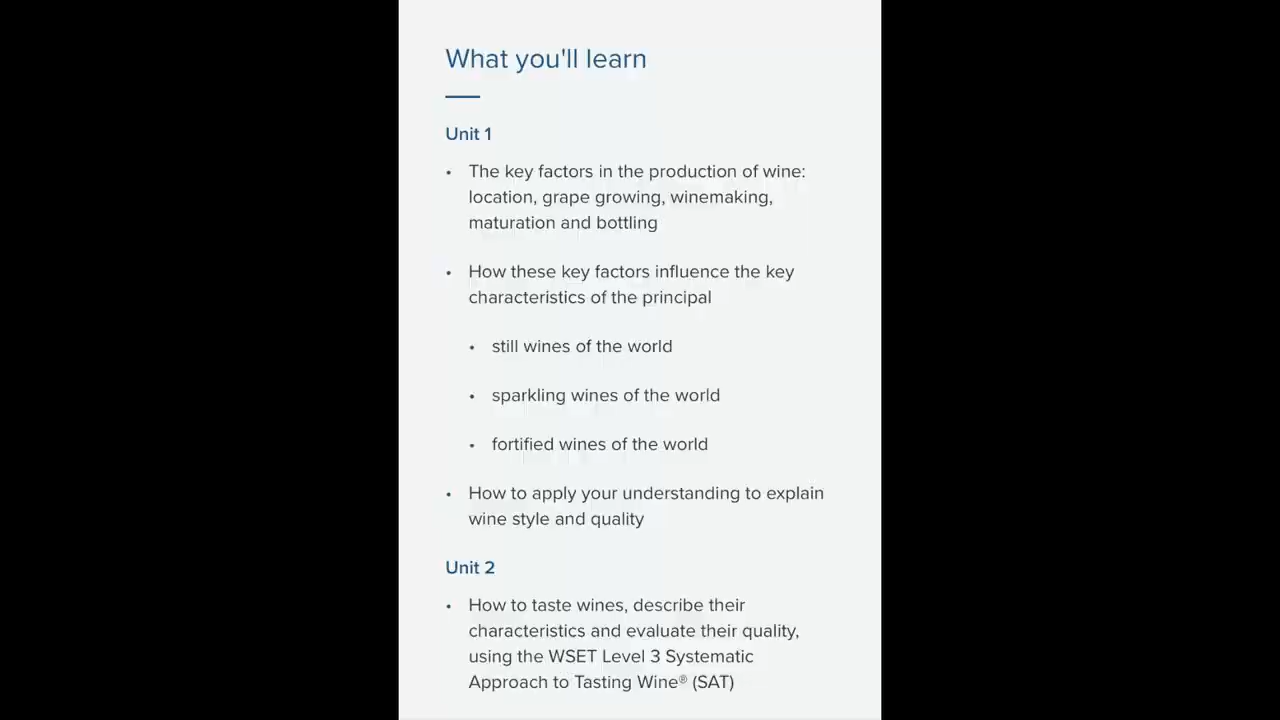 What you'll learn
Unit 1
• The key factors in the production of wine:
location, grape growing, winemaking,
maturation and bottling
• How these key factors influence the key
characteristics of the principal
• still wines of the world
• sparkling wines of the world
• fortified wines of the world
• How to apply your understanding to explain
wine style and quality
Unit 2
• How to taste wines, describe their
characteristics and evaluate their quality,
using the WSET Level 3 Systematic
Approach to Tasting Wine® (SAT)